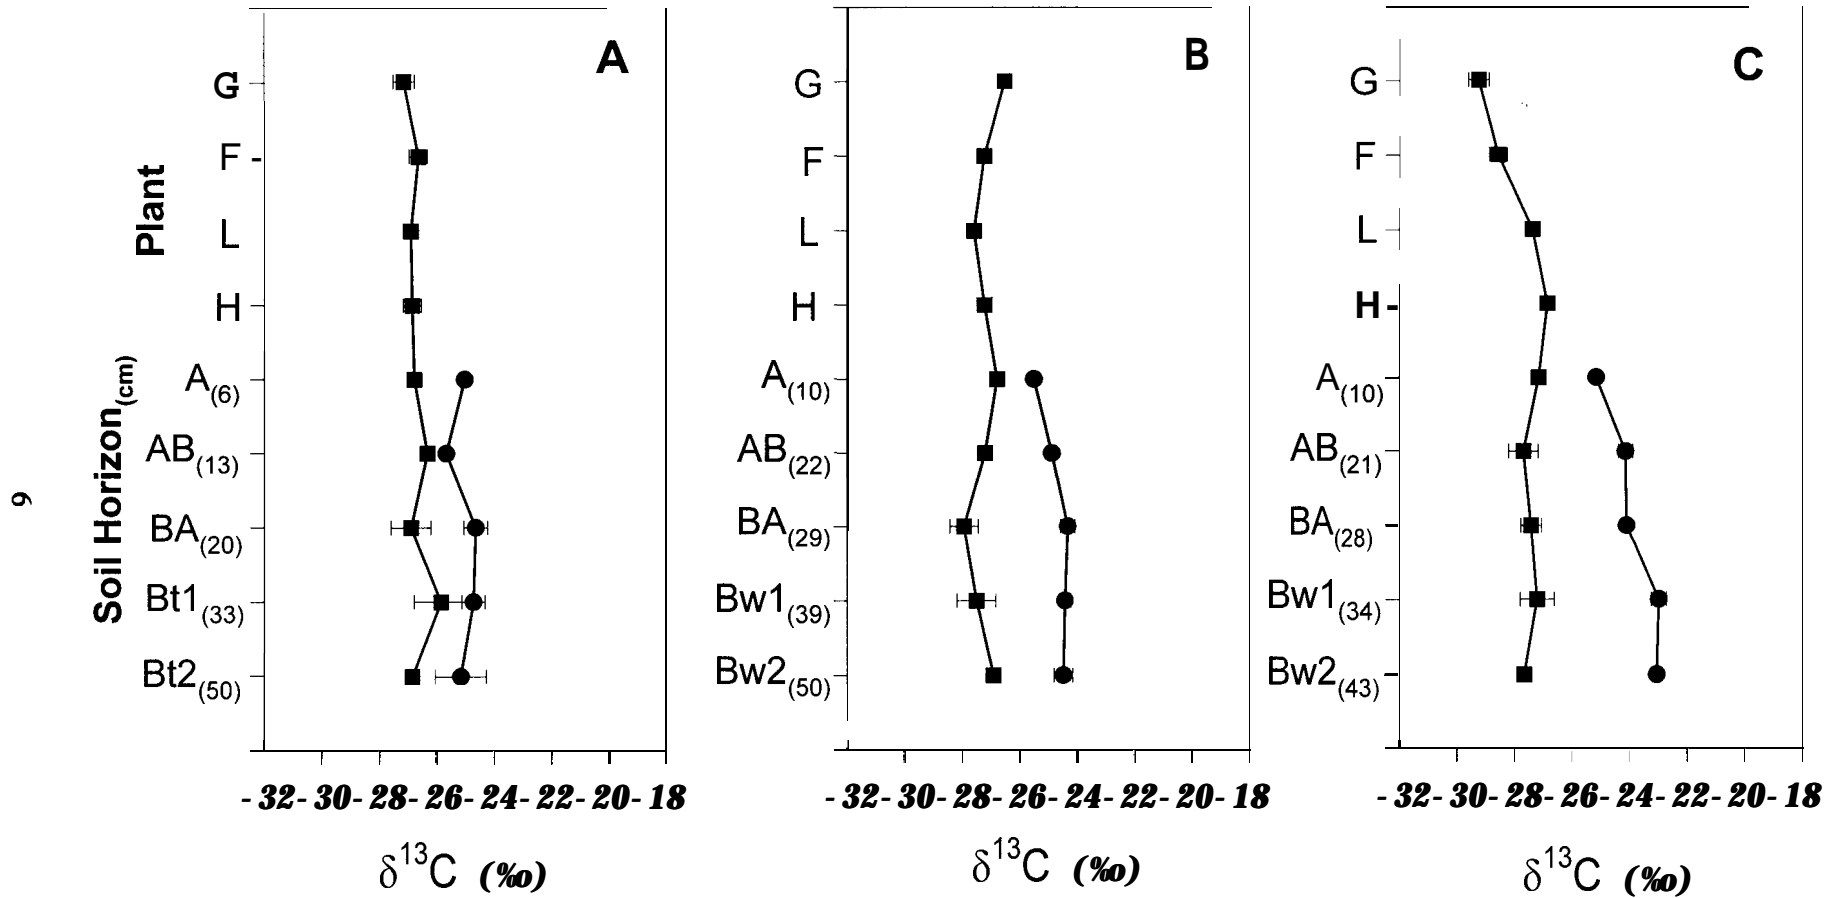 A
G
F
L
H
A(6)
AB(13)
BA(20)
Bt1(33)
Bt2(50)
Plant
Soil Horizon(cm)
9
-32-30-28-26-24-22-20-18
δ13C (‰)
B
G
F
L
H
A(10)
AB(22)
BA(29)
Bw1(39)
Bw2(50)
-32-30-28-26-24-22-20-18
δ13C (‰)
C
G
F
L
H
A(10)
AB(21)
BA(28)
Bw1(34)
Bw2(43)
-32-30-28-26-24-22-20-18
δ13C (‰)